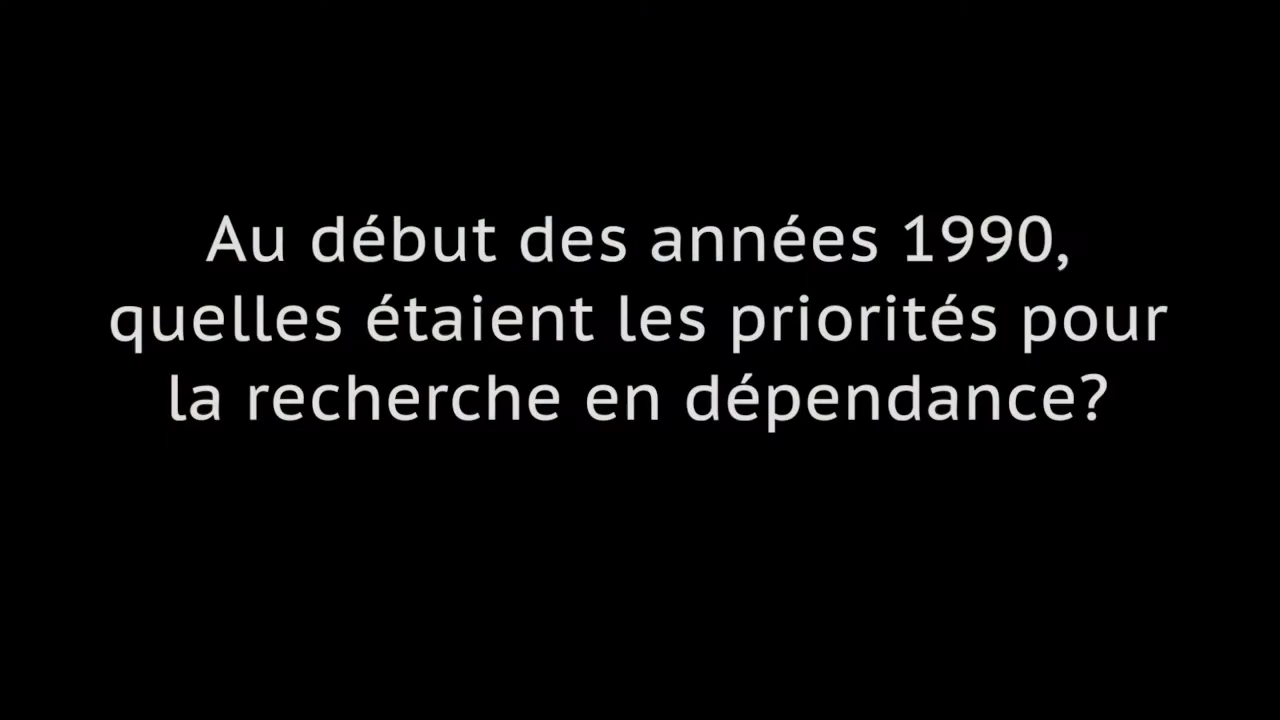 Au début des années 1990,
quelles étaient les priorités pour
la recherche en dépendance?